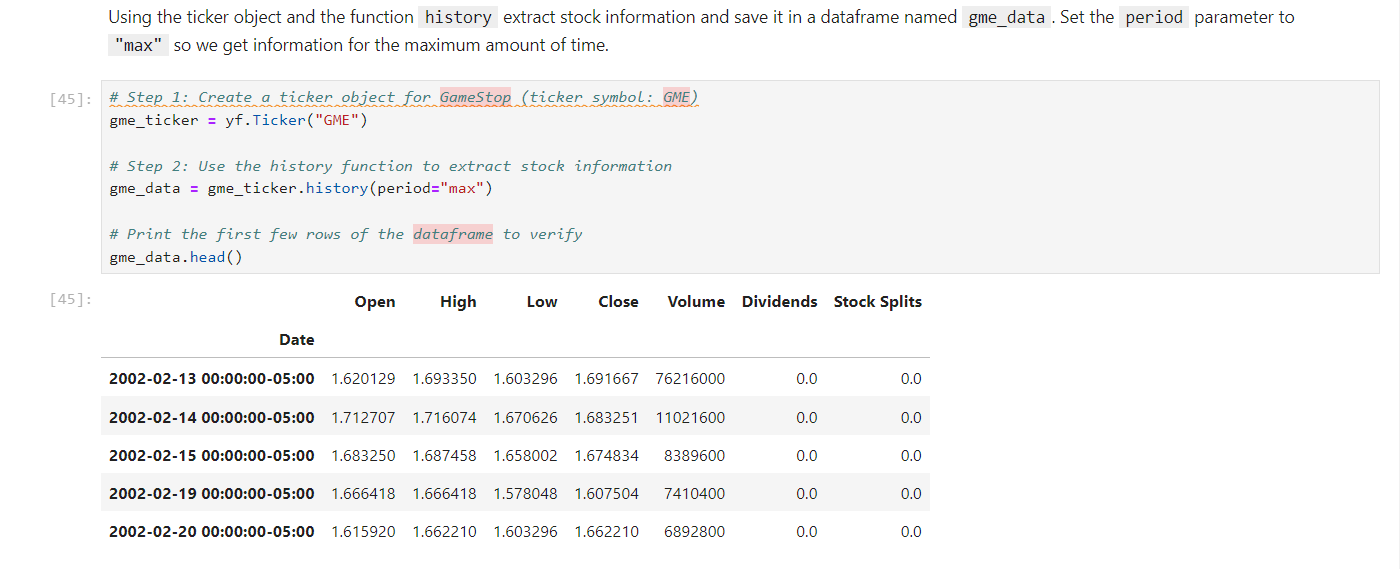 Using the ticker object and the function history extract stock information and save it in a dataframe named gme_data . Set the period parameter to
"max" so we get information for the maximum amount of time.
[45]: # Step 1: Create a ticker object for GameStop (ticker symbol: GME)
gme_ticker = yf.Ticker("GME")
# Step 2: Use the history function to extract stock information
gme_data = gme_ticker.history(period="max")
# Print the first few rows of the dataframe to verify
gme_data.head()
[45]: Open High Low Close Volume Dividends Stock Splits
Date
2002-02-13 00:00:00-05:00 1.620129 1.693350 1.603296 1.691667 76216000 0.0 0.0
2002-02-14 00:00:00-05:00 1.712707 1.716074 1.670626 1.683251 11021600 0.0 0.0
2002-02-15 00:00:00-05:00 1.683250 1.687458 1.658002 1.674834 8389600 0.0 0.0
2002-02-19 00:00:00-05:00 1.666418 1.666418 1.578048 1.607504 7410400 0.0 0.0
2002-02-20 00:00:00-05:00 1.615920 1.662210 1.603296 1.662210 6892800 0.0 0.0